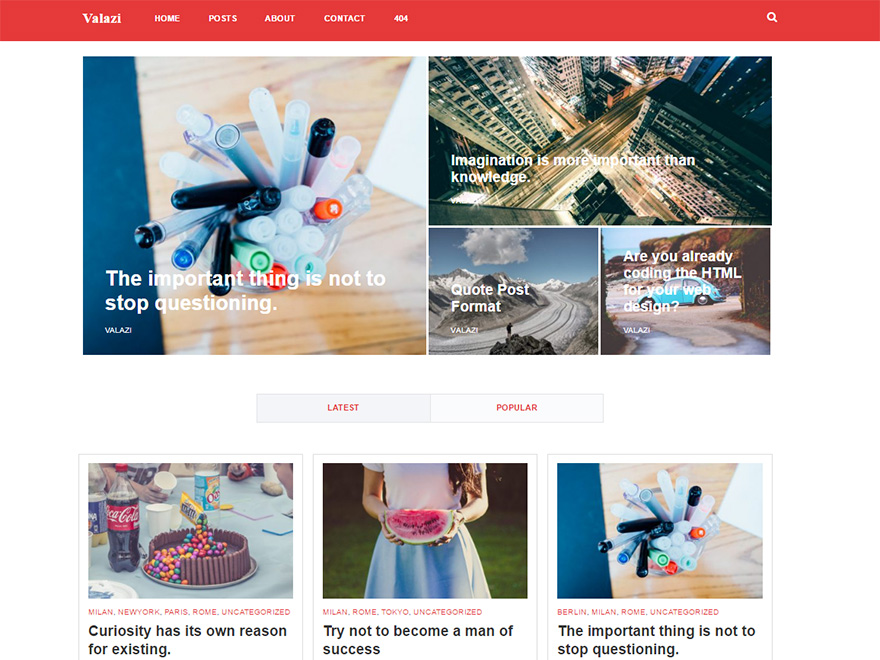 Valazi
HOME
POSTS
ABOUT
CONTACT
404
The important thing is not to
stop questioning.
VALAZI
Imagination is more important than
knowledge.
Quote Post
Format
VALAZI
Are you already
coding the HTML
for your web
design?
VALAZI
LATEST
POPULAR
Coca-Cola
m&m's
MILAN, NEWYORK, PARIS, ROME, UNCATEGORIZED
Curiosity has its own reason
for existing.
MILAN, ROME, TOKYO, UNCATEGORIZED
Try not to become a man of
success
BERLIN, MILAN, ROME, UNCATEGORIZED
The important thing is not to
stop questioning.